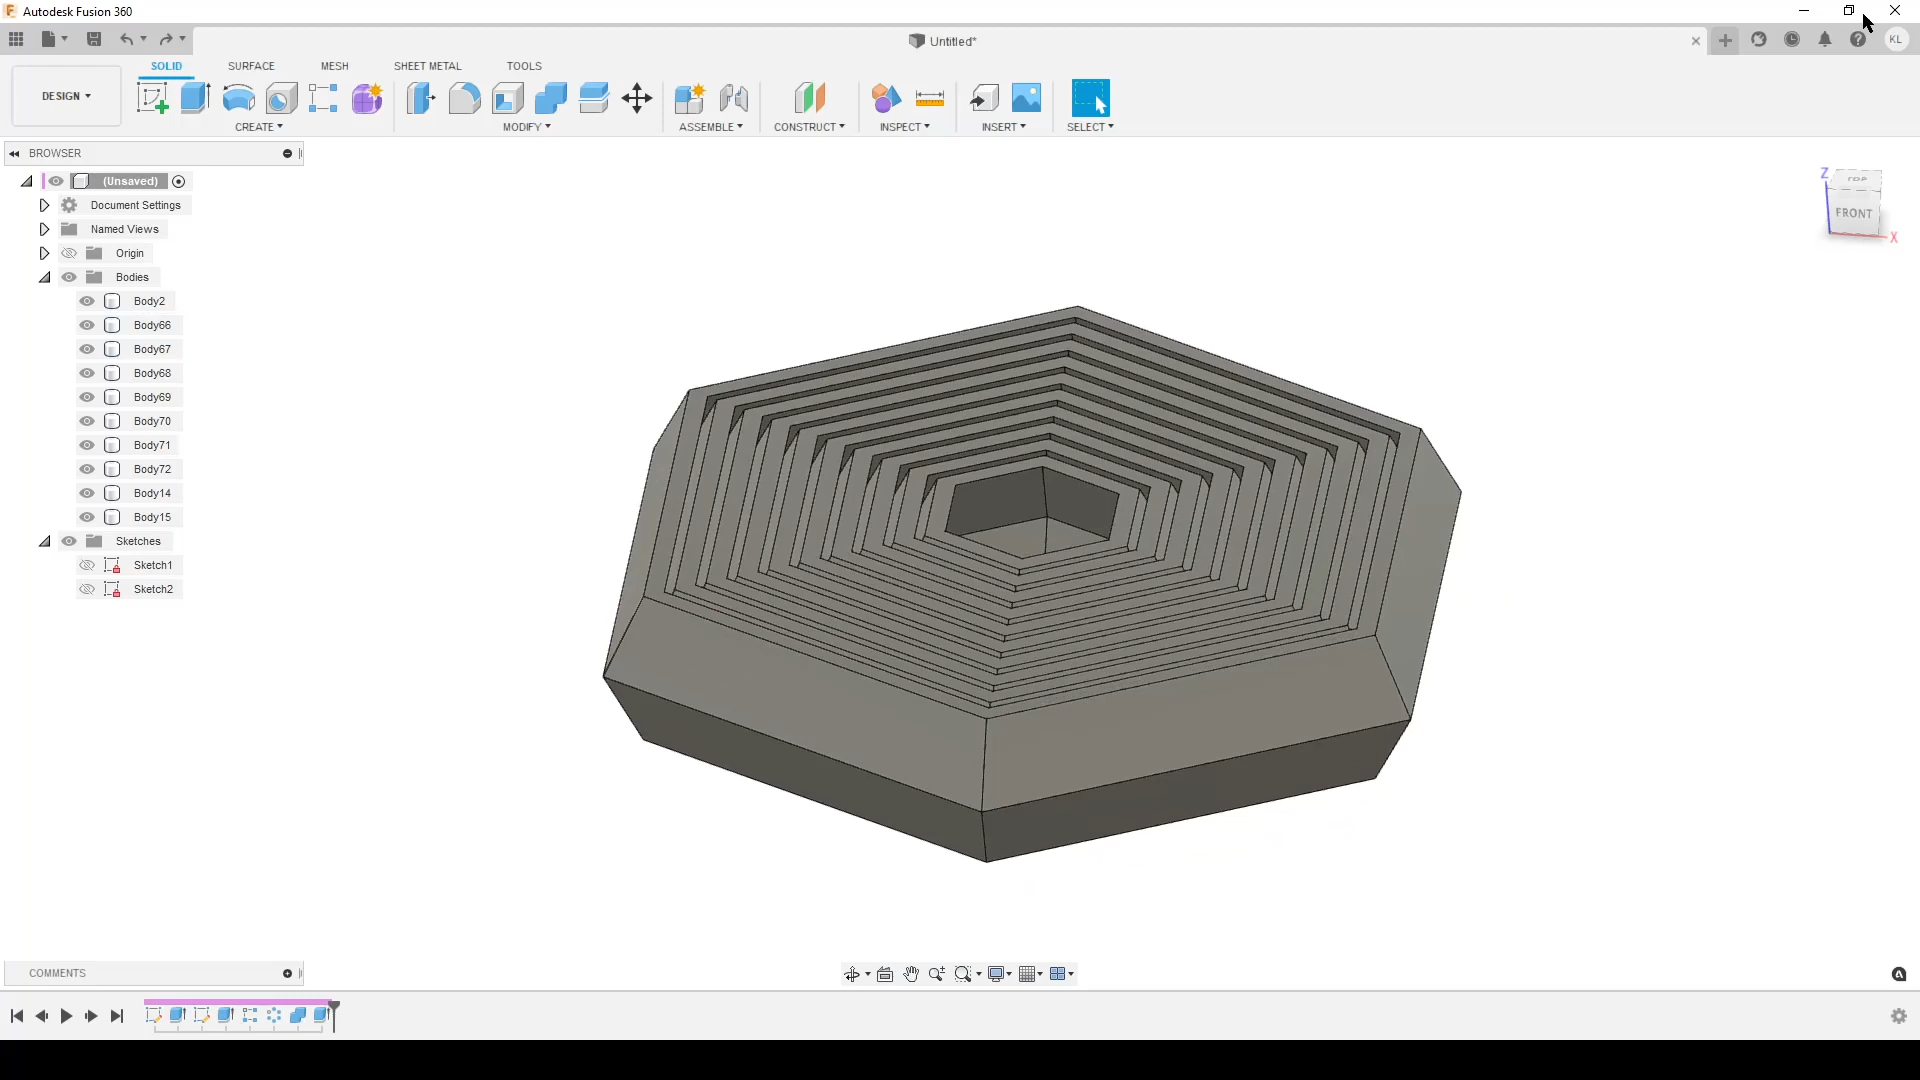 Autodesk Fusion 360
Untitled*
KL
SOLID SURFACE MESH SHEET METAL TOOLS
DESIGN
CREATE MODIFY ASSEMBLE CONSTRUCT INSPECT INSERT SELECT
BROWSER
(Unsaved)
Document Settings
Named Views
Origin
Bodies
Body2
Body66
Body67
Body68
Body69
Body70
Body71
Body72
Body14
Body15
Sketches
Sketch1
Sketch2
Z
TOP
FRONT
X
COMMENTS